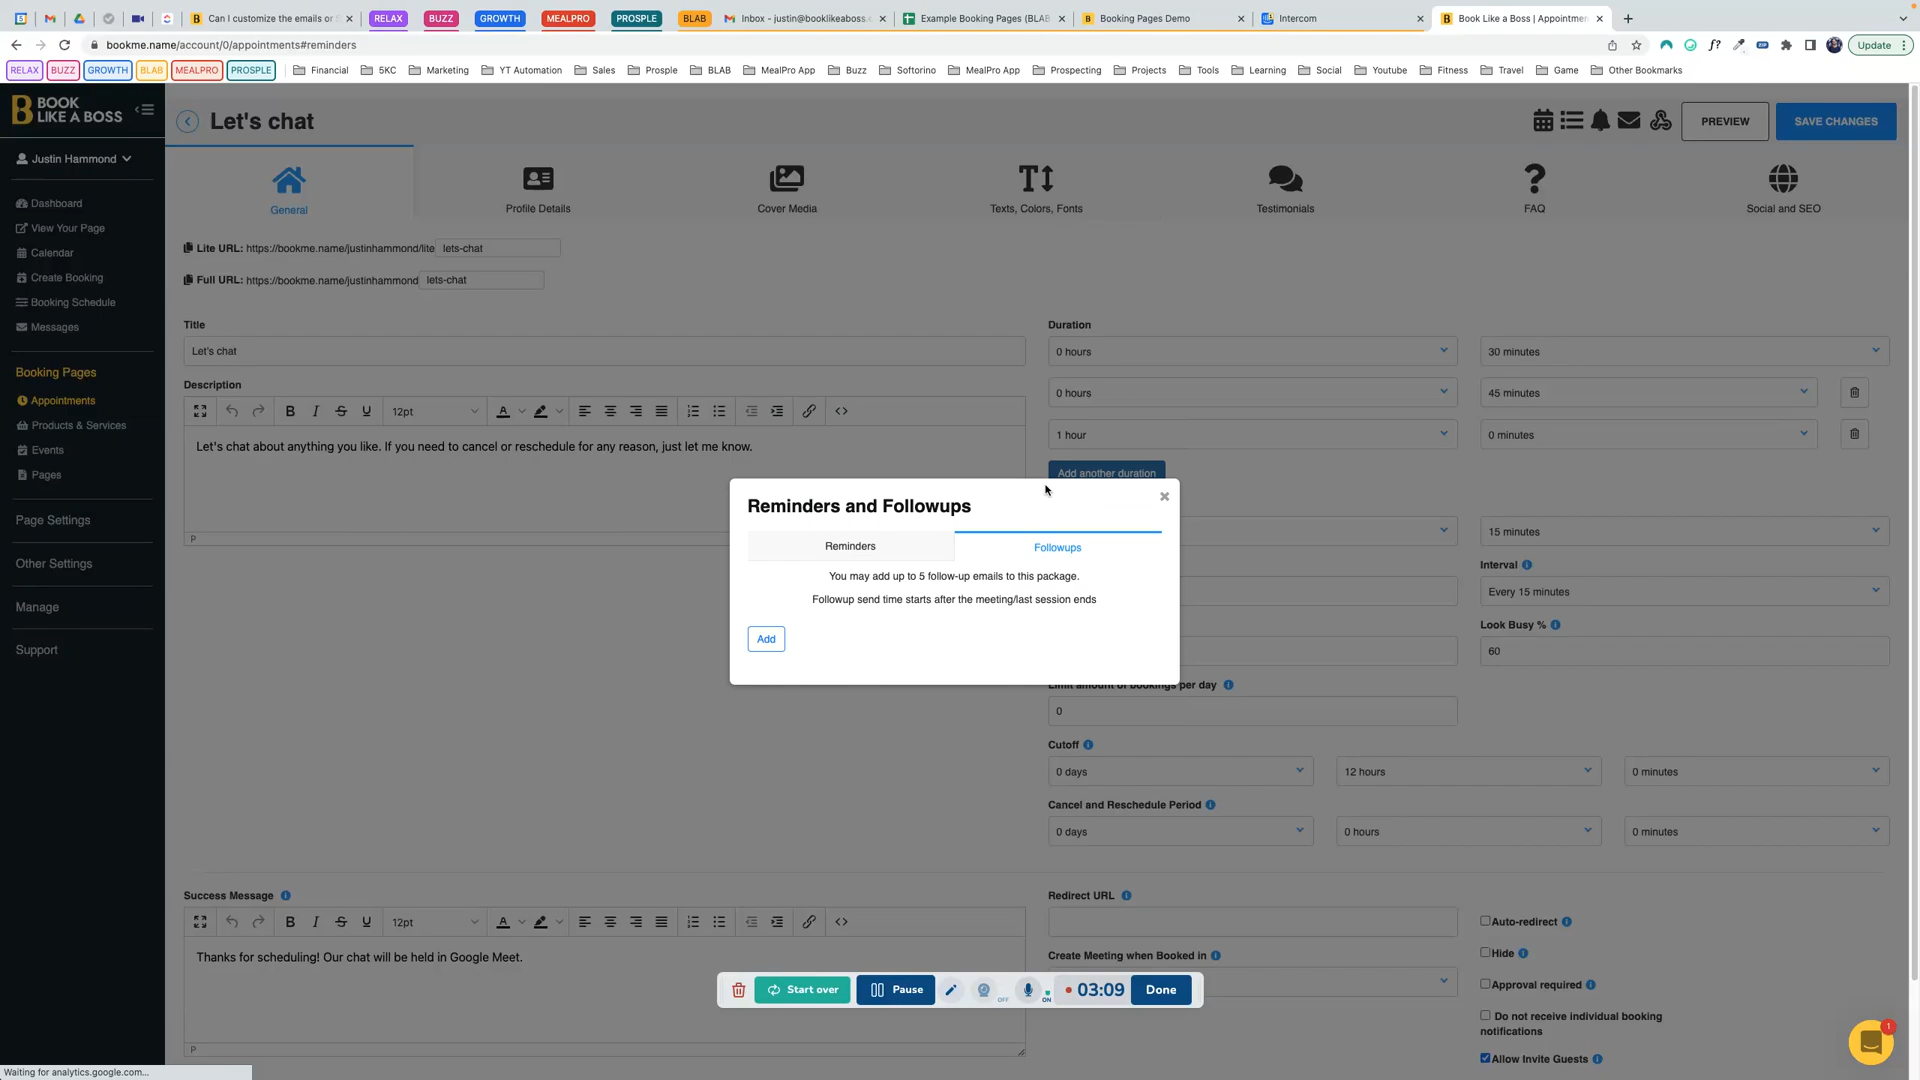 Can I customize the emails or S
RELAX
BUZZ
GROWTH
MEALPRO
PROSPLE
BLAB
Inbox - justin@booklikeaboss.
Example Booking Pages (BLAB
Booking Pages Demo
Intercom
Book Like a Boss | Appointmen
bookme.name/account/0/appointments#reminders
Update
RELAX
BUZZ
GROWTH
BLAB
MEALPRO
PROSPLE
Financial
5KC
Marketing
YT Automation
Sales
Prosple
BLAB
MealPro App
Buzz
Softorino
MealPro App
Prospecting
Projects
Tools
Learning
Social
Youtube
Fitness
Travel
Game
Other Bookmarks
BOOK
LIKE A BOSS
Let's chat
PREVIEW
SAVE CHANGES
Justin Hammond
Dashboard
View Your Page
Calendar
Create Booking
Booking Schedule
Messages
Booking Pages
Appointments
Products & Services
Events
Pages
Page Settings
Other Settings
Manage
Support
General
Profile Details
Cover Media
Texts, Colors, Fonts
Testimonials
FAQ
Social and SEO
Lite URL: https://bookme.name/justinhammond/lite lets-chat
Full URL: https://bookme.name/justinhammond lets-chat
Title
Let's chat
Description
12pt
Let's chat about anything you like. If you need to cancel or reschedule for any reason, just let me know.
P
Duration
0 hours
30 minutes
0 hours
45 minutes
1 hour
0 minutes
Add another duration
15 minutes
Interval
Every 15 minutes
Look Busy %
60
Reminders and Followups
Reminders
Followups
You may add up to 5 follow-up emails to this package.
Followup send time starts after the meeting/last session ends
Add
Limit amount of bookings per day
0
Cutoff
0 days
12 hours
0 minutes
Cancel and Reschedule Period
0 days
0 hours
0 minutes
Success Message
12pt
Thanks for scheduling! Our chat will be held in Google Meet.
P
Redirect URL
Auto-redirect
Hide
Create Meeting when Booked in
Approval required
Do not receive individual booking
notifications
Allow Invite Guests
Start over
Pause
OFF
ON
03:09
Done
1
Waiting for analytics.google.com...